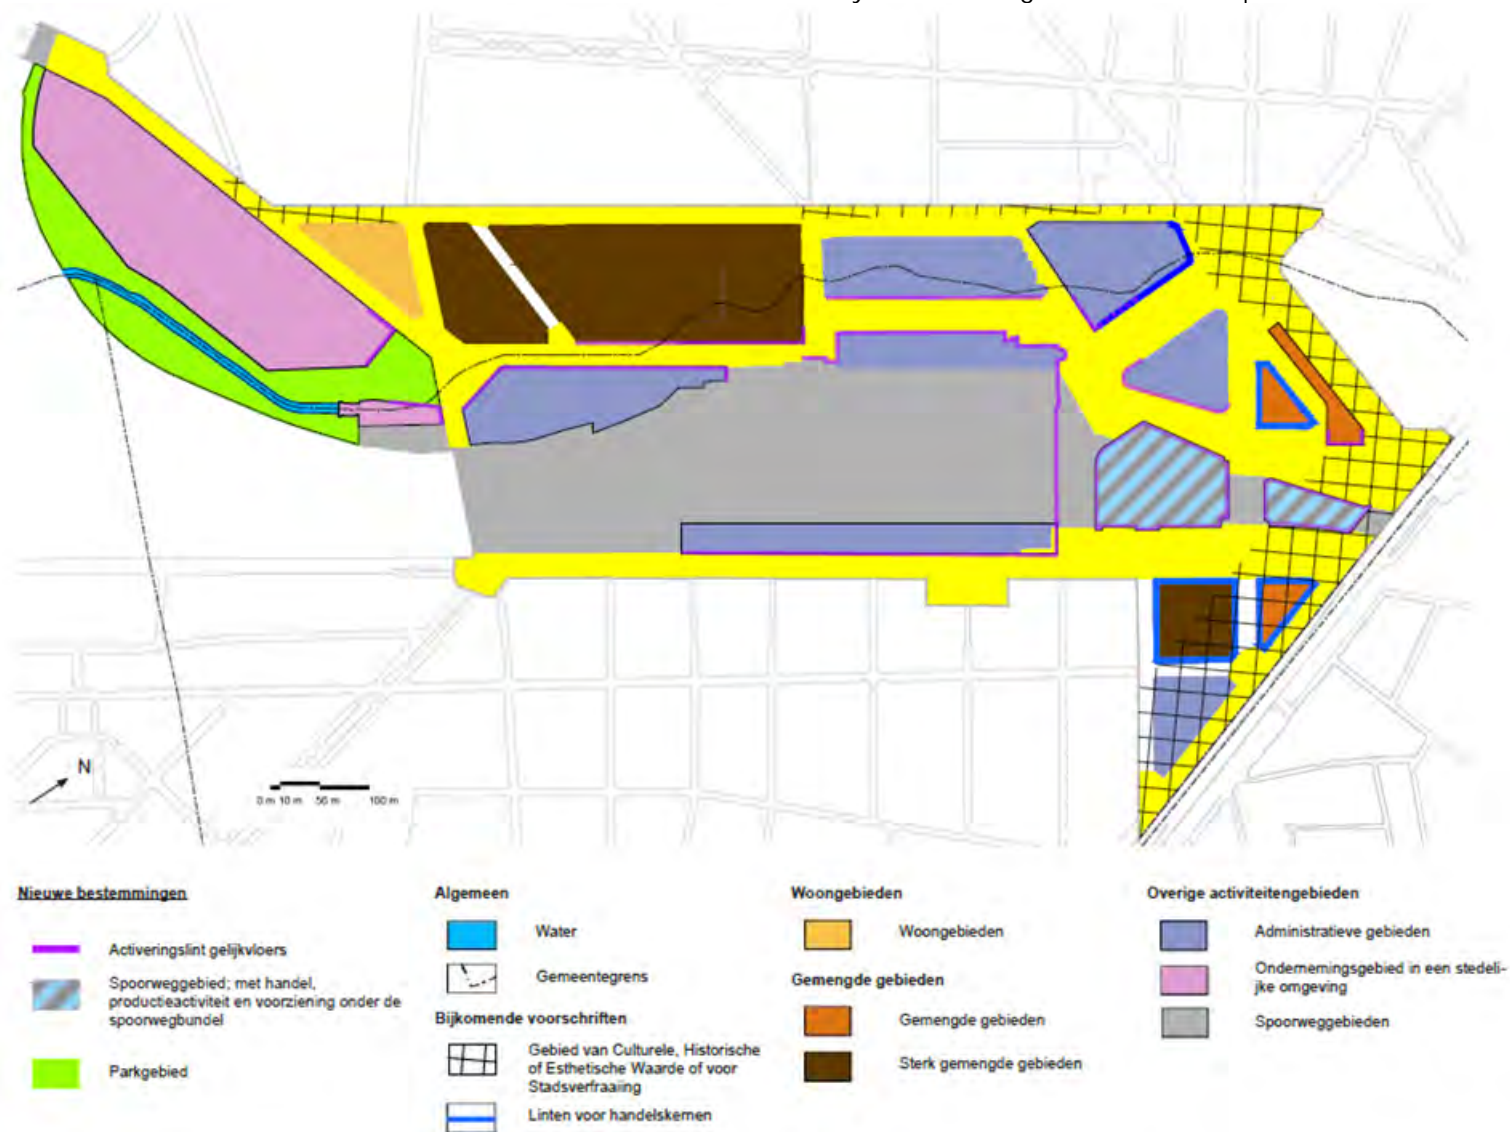 N
0 m 10 m 50 m 100 m
Nieuwe bestemmingen
Activeringslint gelijkvloers
Spoorweggebied; met handel,
productieactiviteit en voorziening onder de
spoorwegbundel
Parkgebied
Algemeen
Water
Gemeentegrens
Bijkomende voorschriften
Gebied van Culturele, Historische
of Esthetische Waarde of voor
Stadsverfraaiing
Linten voor handelskernen
Woongebieden
Woongebieden
Gemengde gebieden
Gemengde gebieden
Sterk gemengde gebieden
Overige activiteitengebieden
Administratieve gebieden
Ondernemingsgebied in een stedeli-
jke omgeving
Spoorweggebieden